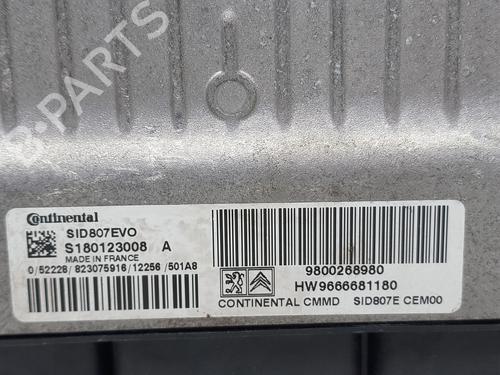 B-PARTS
Continental
SID807EVO
S180123008 A
MADE IN FRANCE
0/52228/823075916/12256/501A8
9800268980
HW9666681180
CONTINENTAL CMMD SID807E CEM00